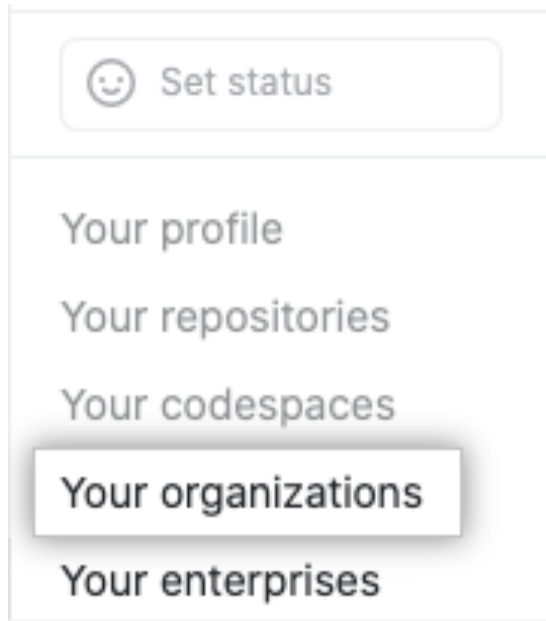 Set status
Your profile
Your repositories
Your codespaces
Your organizations
Your enterprises